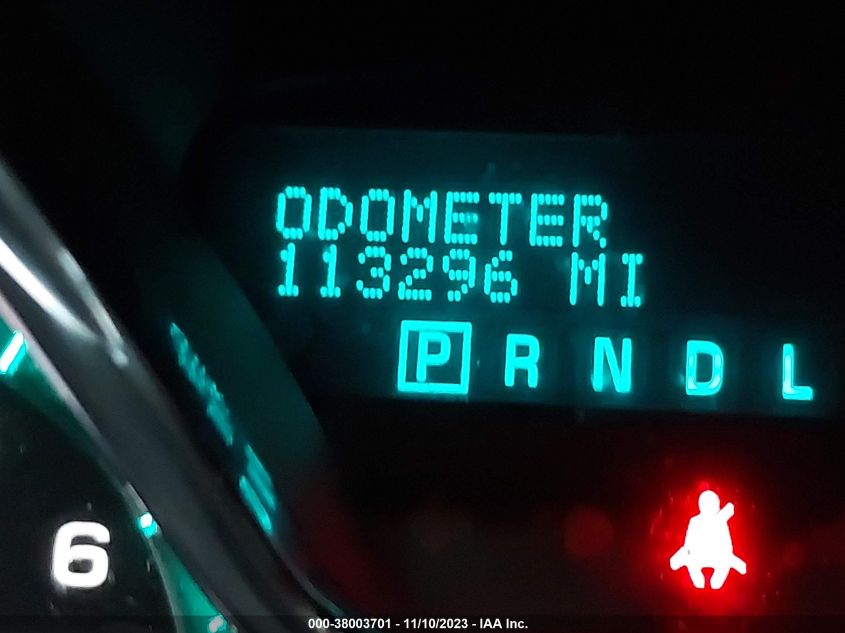 ODOMETER
113296 MI
P R N D L
6
000-38003701 - 11/10/2023 - IAA Inc.